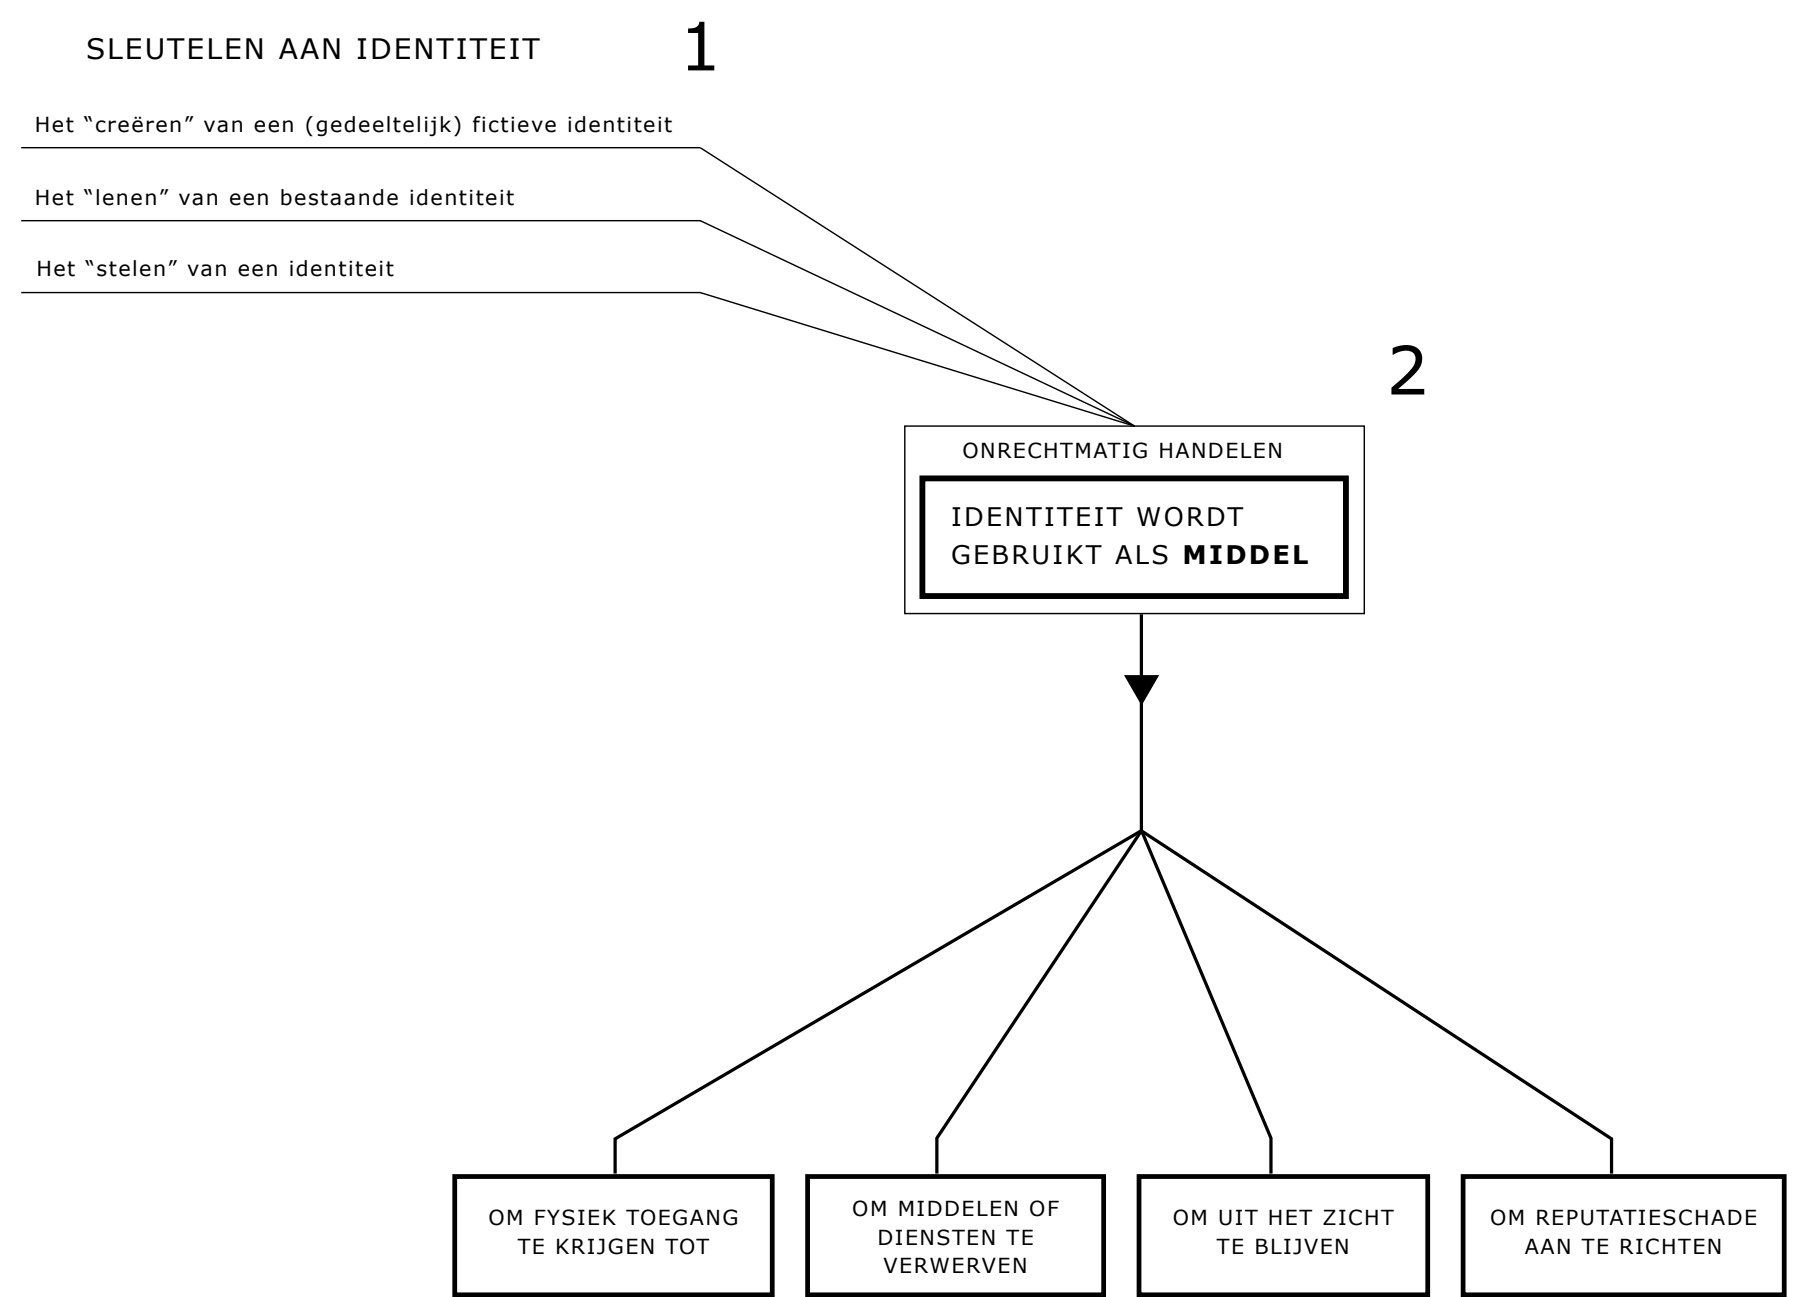 SLEUTELEN AAN IDENTITEIT
1
Het “creëren” van een (gedeeltelijk) fictieve identiteit
Het “lenen” van een bestaande identiteit
Het “stelen” van een identiteit
2
ONRECHTMATIG HANDELEN
IDENTITEIT WORDT
GEBRUIKT ALS MIDDEL
OM FYSIEK TOEGANG
TE KRIJGEN TOT
OM MIDDELEN OF
DIENSTEN TE
VERWERVEN
OM UIT HET ZICHT
TE BLIJVEN
OM REPUTATIESCHADE
AAN TE RICHTEN